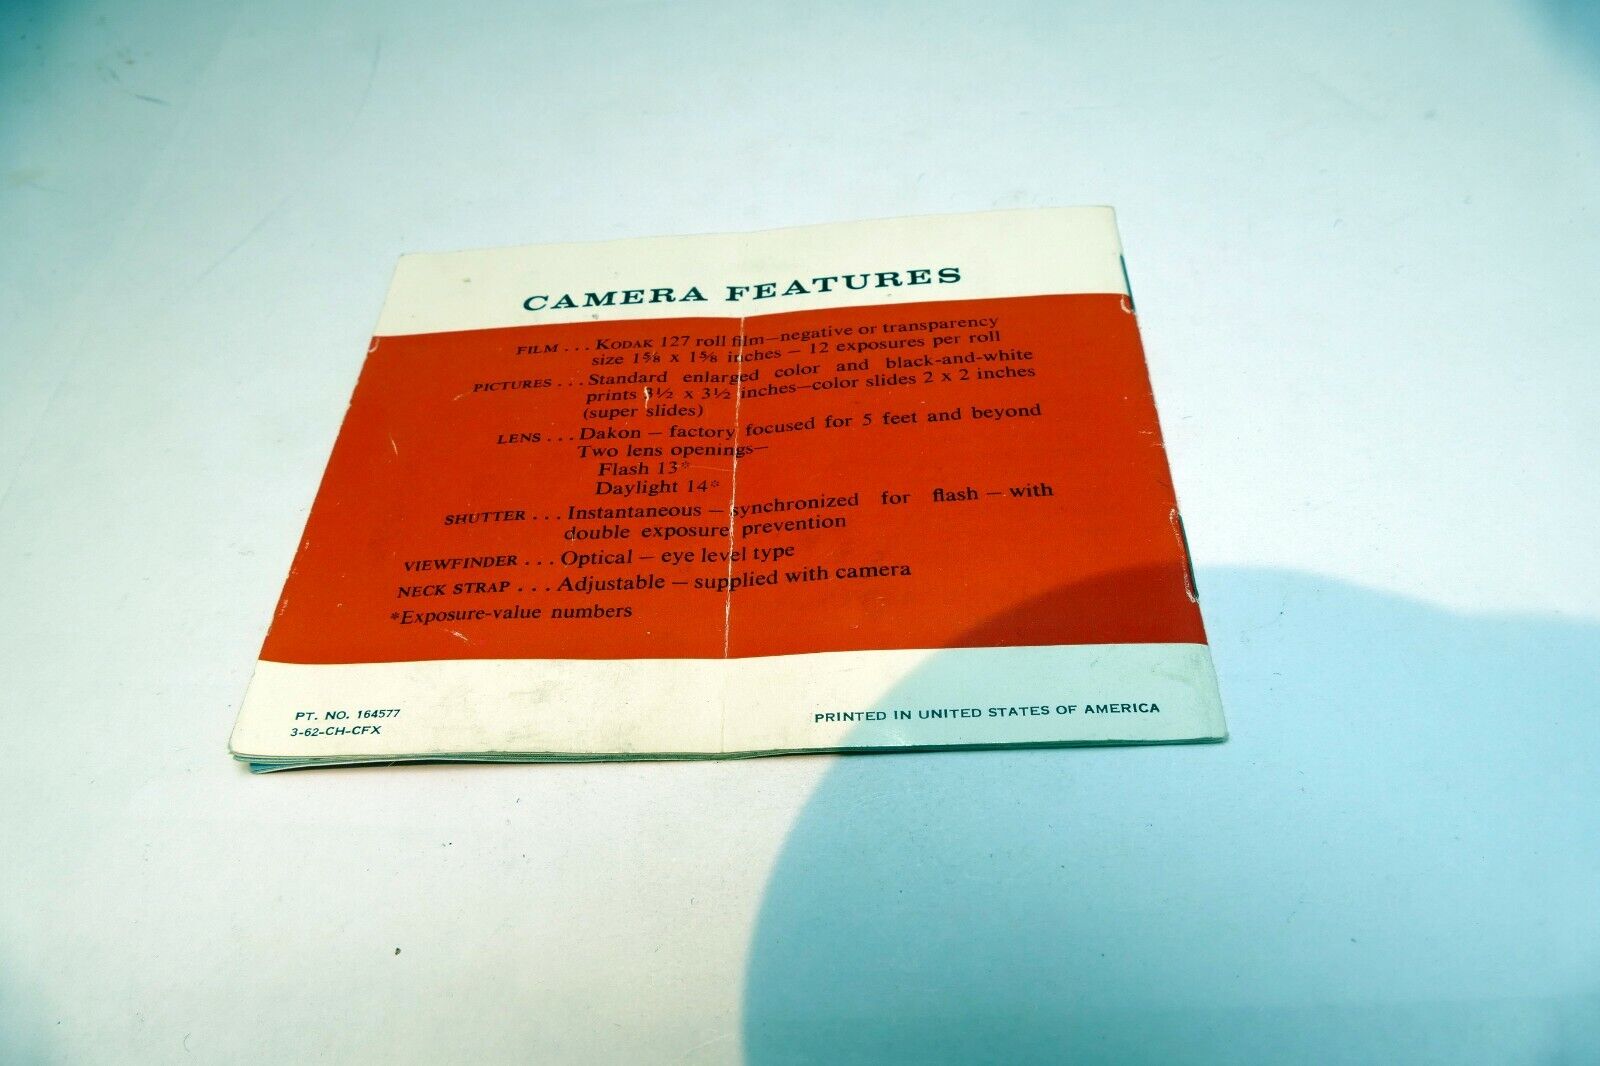 CAMERA FEATURES
FILM . . . KODAK 127 roll film—negative or transparency
size 1⅝ x 1⅝ inches — 12 exposures per roll
PICTURES . . . Standard enlarged color and black-and-white
prints 3½ x 3½ inches—color slides 2 x 2 inches
(super slides)
LENS . . . Dakon — factory focused for 5 feet and beyond
Two lens openings—
Flash 13*
Daylight 14*
SHUTTER . . . Instantaneous — synchronized for flash — with
double exposure prevention
VIEWFINDER . . . Optical — eye level type
NECK STRAP . . . Adjustable — supplied with camera
*Exposure-value numbers
PT. NO. 164577
3-62-CH-CFX
PRINTED IN UNITED STATES OF AMERICA